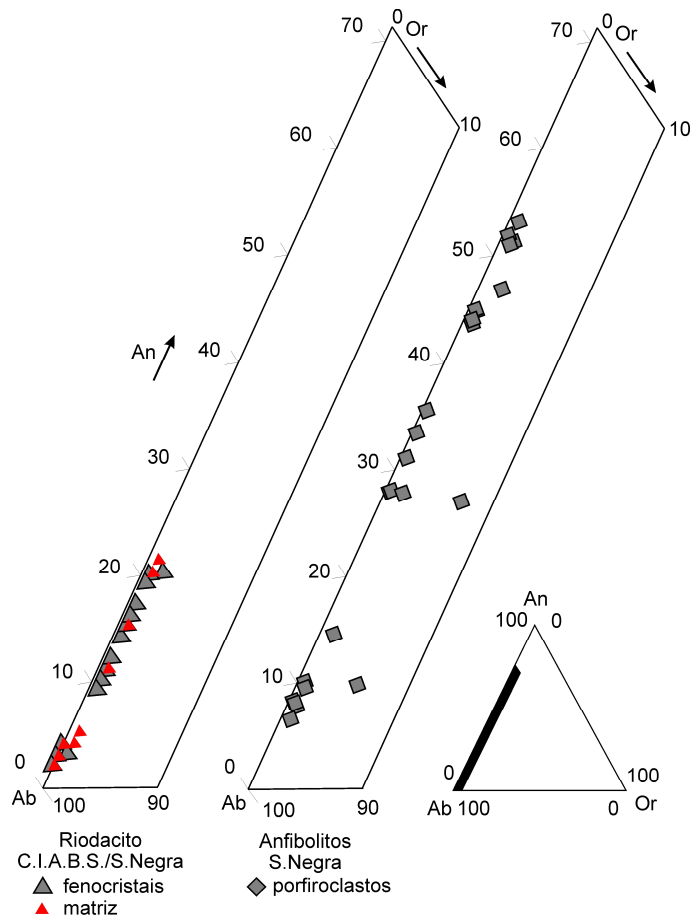 0
Or
70
10
60
50
An
40
30
20
10
0
Ab
100
90
0
Or
70
10
60
50
40
30
20
10
0
Ab
100
90
An
100
0
0
100
Ab
100
0
Or
Riodacito
C.I.A.B.S./S.Negra
fenocristais
matriz
Anfibolitos
S.Negra
porfiroclastos